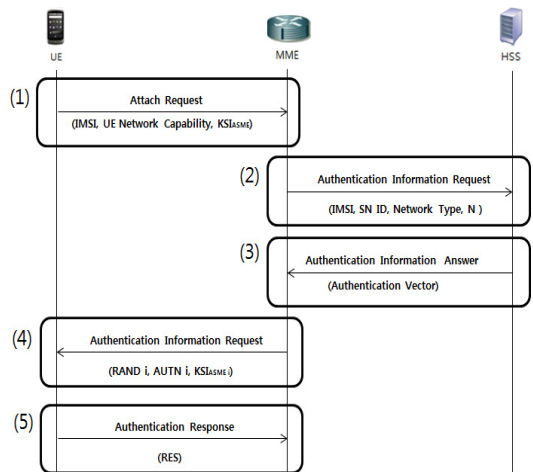 UE
MME
HSS
(1)
Attach Request
(IMSI, UE Network Capability, KSIASME)
(2)
Authentication Information Request
(IMSI, SN ID, Network Type, N )
(3)
Authentication Information Answer
(Authentication Vector)
(4)
Authentication Information Request
(RAND i, AUTN i, KSIASME i)
(5)
Authentication Response
(RES)